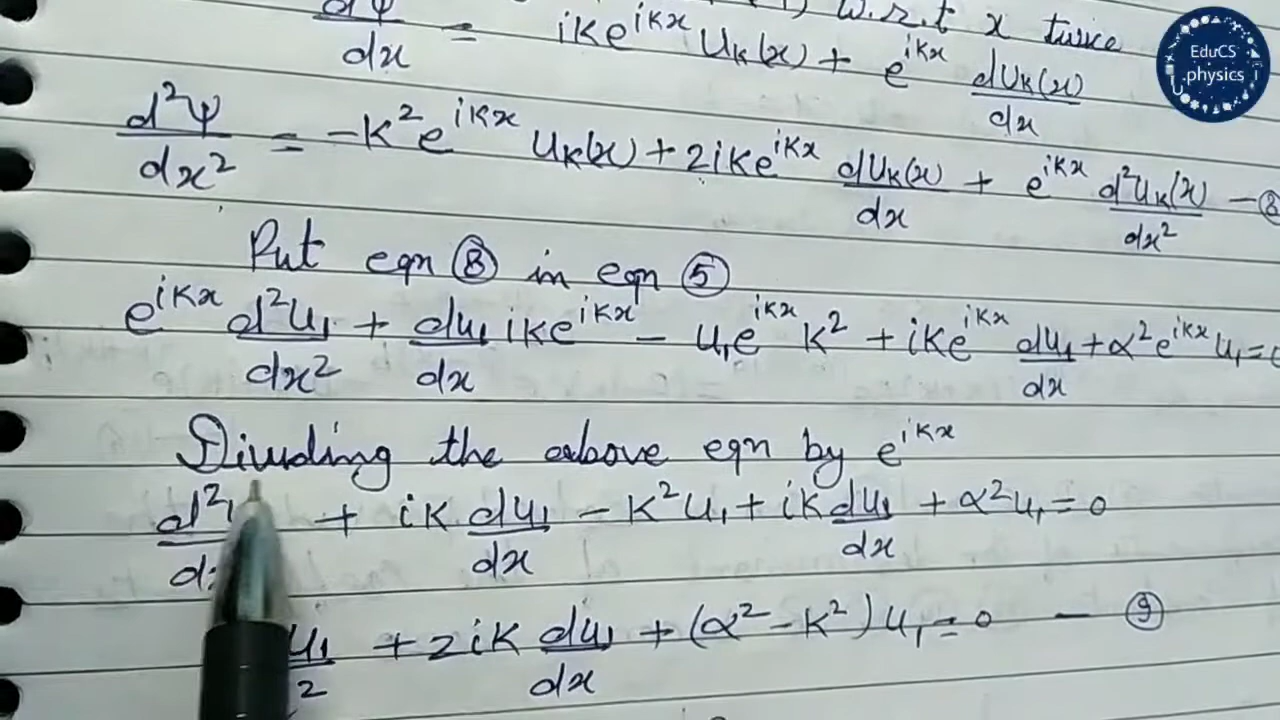 w.r.t x twice
dψ/dx = ike^{ikx} U_k(x) + e^{ikx} dU_k(x)/dx
EduCS
.physics
d²ψ/dx² = -k²e^{ikx} U_k(x) + 2ike^{ikx} dU_k(x)/dx + e^{ikx} d²U_k(x)/dx² — ⑧
Put eqn ⑧ in eqn ⑤
e^{ikx} d²u₁/dx² + du₁/dx ike^{ikx} - u₁e^{ikx} k² + ike^{ikx} du₁/dx + α²e^{ikx} u₁ = 0
Dividing the above eqn by e^{ikx}
+ ik du₁/dx - k²u₁ + ik du₁/dx + α²u₁ = 0
+ 2ik du₁/dx + (α² - k²)u₁ = 0 — ⑨